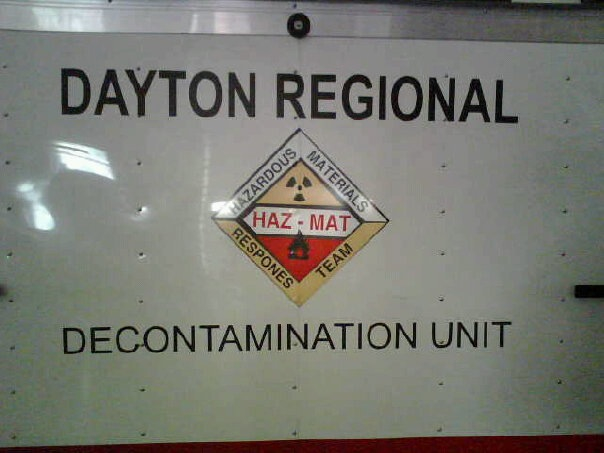 DAYTON REGIONAL
HAZARDOUS MATERIALS
HAZ - MAT
RESPONES TEAM
DECONTAMINATION UNIT